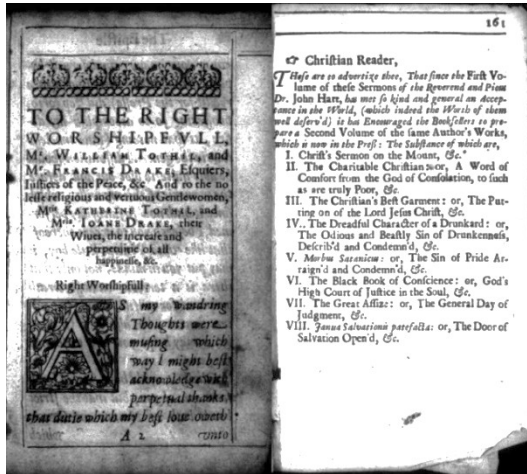 TO THE RIGHT
WORSHIPFVLL,
Mr. WILLIAM TOTHIL, and
Mr. FRANCIS DRAKE, Esquiers,
Iustices of the Peace, &c. And to the no
lesse religious and vertuous Gentlewomen,
Mris KATHERINE TOTHIL, and
Mris IOANE DRAKE, their
Wiues, the increase and
perpetuitie of all
happinesse, &c.
Right Worshipfull:
AS my wandring
Thoughts were
musing which
way I might best
acknowledge with
perpetual thanks,
that dutie which my best loue oweth
A 2 vnto
161
☞ Chriſtian Reader,
THeſe are to advertize thee, That ſince the Firſt Vo-
lume of theſe Sermons of the Reverend and Pious
Dr. John Hart, has met ſo kind and general an Accep-
tance in the World, (which indeed the Worth of them
well deſerv'd) it has Encouraged the Bookſellers to pre-
pare a Second Volume of the ſame Author's Works,
which is now in the Preſs: The Subſtance of which are,
I. Chriſt's Sermon on the Mount, &c.
II. The Charitable Chriſtian: or, A Word of
Comfort from the God of Conſolation, to ſuch
as are truly Poor, &c.
III. The Chriſtian's Beſt Garment: or, The Put-
ting on of the Lord Jeſus Chriſt, &c.
IV.. The Dreadful Character of a Drunkard: or,
The Odious and Beaſtly Sin of Drunkenneſs,
Deſcrib'd and Condemn'd, &c.
V. Morbus Satanicus: or, The Sin of Pride Ar-
raign'd and Condemn'd, &c.
VI. The Black Book of Conſcience: or, God's
High Court of Juſtice in the Soul, &c.
VII. The Great Aſſize: or, The General Day of
Judgment, &c.
VIII. Janua Salvationis patefacta: or, The Door of
Salvation Open'd, &c.